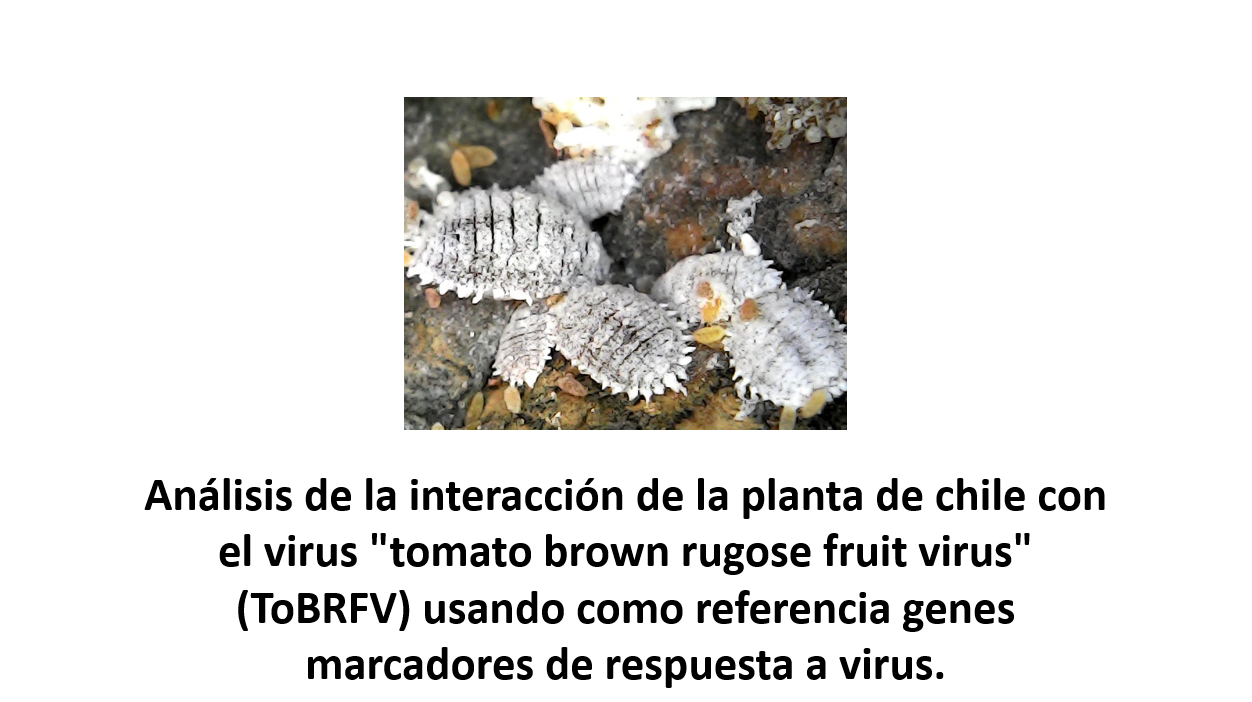 Análisis de la interacción de la planta de chile con
el virus "tomato brown rugose fruit virus"
(ToBRFV) usando como referencia genes
marcadores de respuesta a virus.